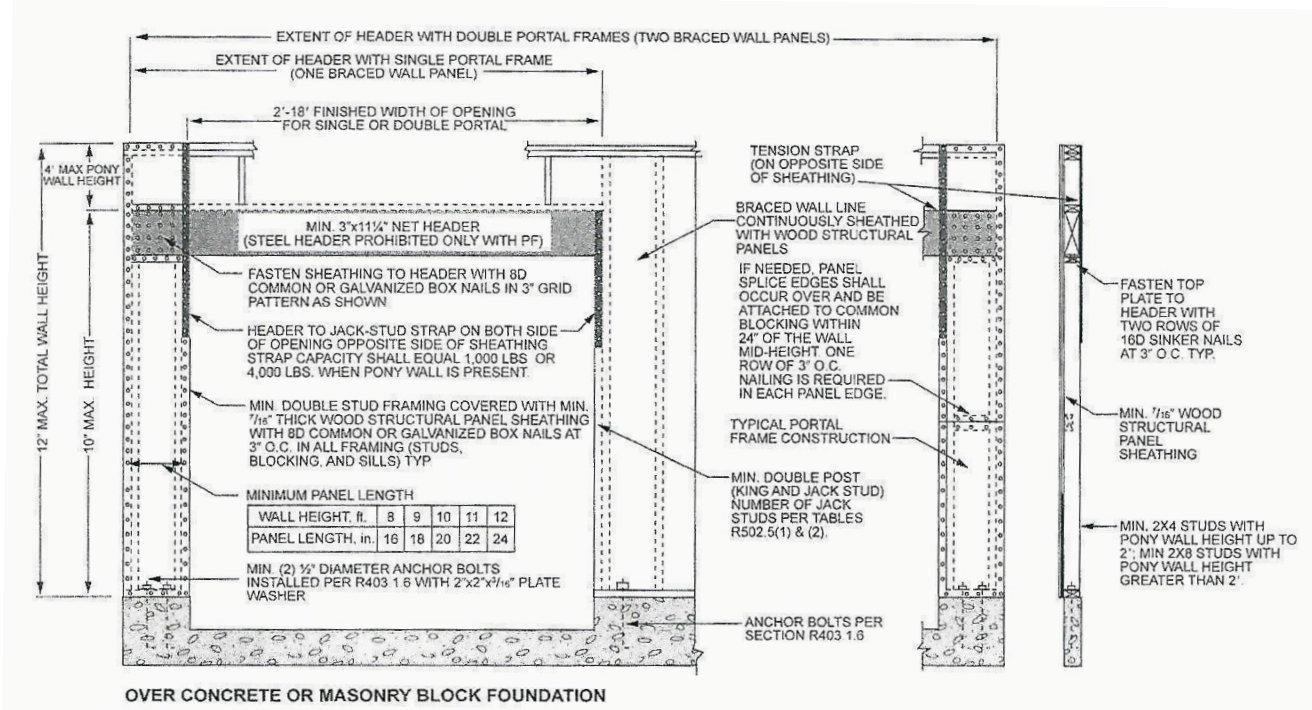 EXTENT OF HEADER WITH DOUBLE PORTAL FRAMES (TWO BRACED WALL PANELS)
EXTENT OF HEADER WITH SINGLE PORTAL FRAME
(ONE BRACED WALL PANEL)
2'-18' FINISHED WIDTH OF OPENING
FOR SINGLE OR DOUBLE PORTAL
4' MAX PONY
WALL HEIGHT
12" MAX. TOTAL WALL HEIGHT
10" MAX. HEIGHT
MIN. 3"x11¼" NET HEADER
(STEEL HEADER PROHIBITED ONLY WITH PF)
FASTEN SHEATHING TO HEADER WITH 8D
COMMON OR GALVANIZED BOX NAILS IN 3" GRID
PATTERN AS SHOWN
HEADER TO JACK-STUD STRAP ON BOTH SIDE
OF OPENING OPPOSITE SIDE OF SHEATHING
STRAP CAPACITY SHALL EQUAL 1,000 LBS OR
4,000 LBS. WHEN PONY WALL IS PRESENT.
MIN. DOUBLE STUD FRAMING COVERED WITH MIN.
7/16" THICK WOOD STRUCTURAL PANEL SHEATHING
WITH 8D COMMON OR GALVANIZED BOX NAILS AT
3" O.C. IN ALL FRAMING (STUDS,
BLOCKING, AND SILLS) TYP
MINIMUM PANEL LENGTH
WALL HEIGHT, ft. 8 9 10 11 12
PANEL LENGTH, in. 16 18 20 22 24
MIN. (2) ½" DIAMETER ANCHOR BOLTS
INSTALLED PER R403 1.6 WITH 2"x2"x3/16" PLATE
WASHER
TENSION STRAP
(ON OPPOSITE SIDE
OF SHEATHING)
BRACED WALL LINE
CONTINUOUSLY SHEATHED
WITH WOOD STRUCTURAL
PANELS
IF NEEDED, PANEL
SPLICE EDGES SHALL
OCCUR OVER AND BE
ATTACHED TO COMMON
BLOCKING WITHIN
24" OF THE WALL
MID-HEIGHT. ONE
ROW OF 3" O.C.
NAILING IS REQUIRED
IN EACH PANEL EDGE.
TYPICAL PORTAL
FRAME CONSTRUCTION
MIN. DOUBLE POST
(KING AND JACK STUD)
NUMBER OF JACK
STUDS PER TABLES
R502.5(1) & (2).
ANCHOR BOLTS PER
SECTION R403 1.6
FASTEN TOP
PLATE TO
HEADER WITH
TWO ROWS OF
16D SINKER NAILS
AT 3" O.C. TYP.
MIN. 7/16" WOOD
STRUCTURAL
PANEL
SHEATHING
MIN. 2X4 STUDS WITH
PONY WALL HEIGHT UP TO
2'; MIN 2X8 STUDS WITH
PONY WALL HEIGHT
GREATER THAN 2'.
OVER CONCRETE OR MASONRY BLOCK FOUNDATION